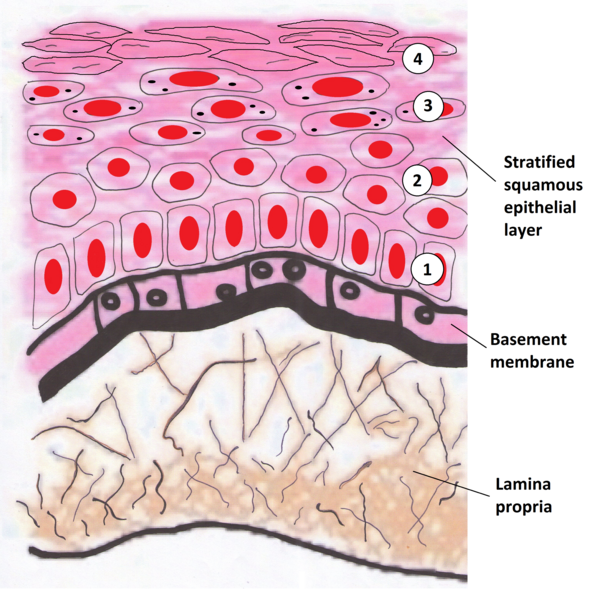 4
3
Stratified
squamous
epithelial
layer
2
1
Basement
membrane
Lamina
propria